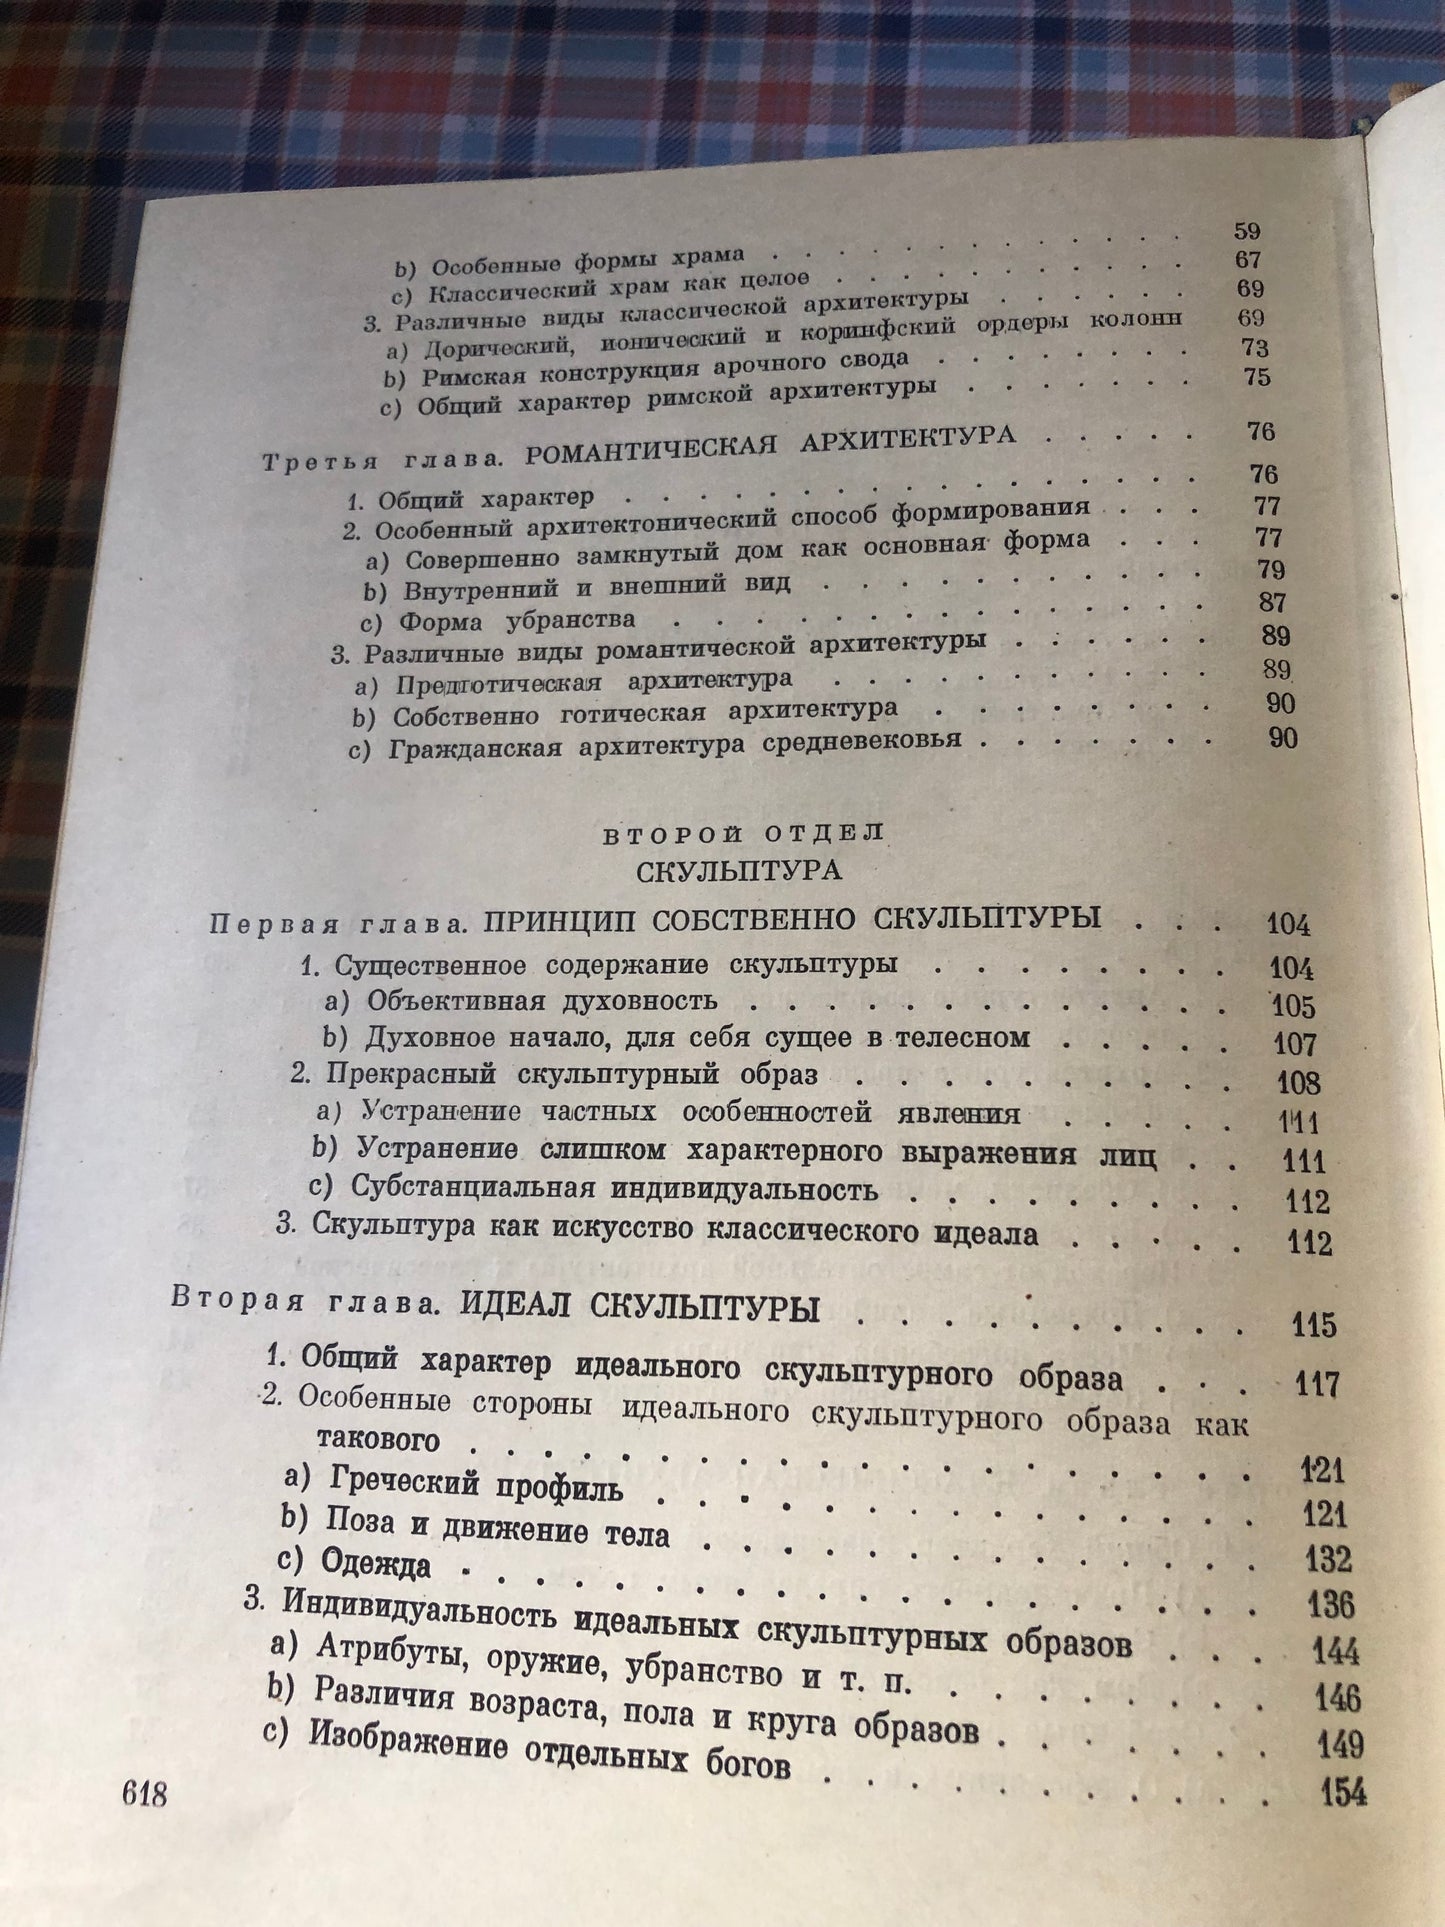 b) Особенные формы храма . . . . . . . . . . . 59
c) Классический храм как целое . . . . . . . . . . 67
3. Различные виды классической архитектуры . . . . . . 69
a) Дорический, ионический и коринфский ордеры колонн 69
b) Римская конструкция арочного свода . . . . . . . . 73
c) Общий характер римской архитектуры . . . . . . . 75
Третья глава. РОМАНТИЧЕСКАЯ АРХИТЕКТУРА . . . . . 76
1. Общий характер . . . . . . . . . . . . . . . 76
2. Особенный архитектонический способ формирования . . . 77
a) Совершенно замкнутый дом как основная форма . . . 77
b) Внутренний и внешний вид . . . . . . . . . . 79
c) Форма убранства . . . . . . . . . . . . . 87
3. Различные виды романтической архитектуры . . . . . . 89
a) Предготическая архитектура . . . . . . . . . . 89
b) Собственно готическая архитектура . . . . . . . 90
c) Гражданская архитектура средневековья . . . . . . . 90
ВТОРОЙ ОТДЕЛ
СКУЛЬПТУРА
Первая глава. ПРИНЦИП СОБСТВЕННО СКУЛЬПТУРЫ . . . 104
1. Существенное содержание скульптуры . . . . . . . . 104
a) Объективная духовность . . . . . . . . . . . . 105
b) Духовное начало, для себя сущее в телесном . . . . . 107
2. Прекрасный скульптурный образ . . . . . . . . . . 108
a) Устранение частных особенностей явления . . . . . 111
b) Устранение слишком характерного выражения лиц . . 111
c) Субстанциальная индивидуальность . . . . . . . . . 112
3. Скульптура как искусство классического идеала . . . . . 112
Вторая глава. ИДЕАЛ СКУЛЬПТУРЫ . . . . . . . . . . 115
1. Общий характер идеального скульптурного образа . . . 117
2. Особенные стороны идеального скульптурного образа как
такового . . . . . . . . . . . . . . . . . . 121
a) Греческий профиль . . . . . . . . . . . . . . 121
b) Поза и движение тела . . . . . . . . . . . . . 132
c) Одежда . . . . . . . . . . . . . . . . . . . 136
3. Индивидуальность идеальных скульптурных образов . . . 144
a) Атрибуты, оружие, убранство и т. п. . . . . . . . . 146
b) Различия возраста, пола и круга образов . . . . . . . 149
c) Изображение отдельных богов . . . . . . . . . . . 154
618